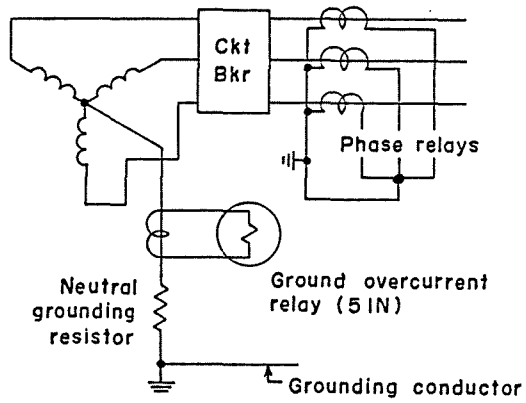 Ckt
Bkr
Phase relays
Ground overcurrent
relay (51N)
Neutral
grounding
resistor
Grounding conductor